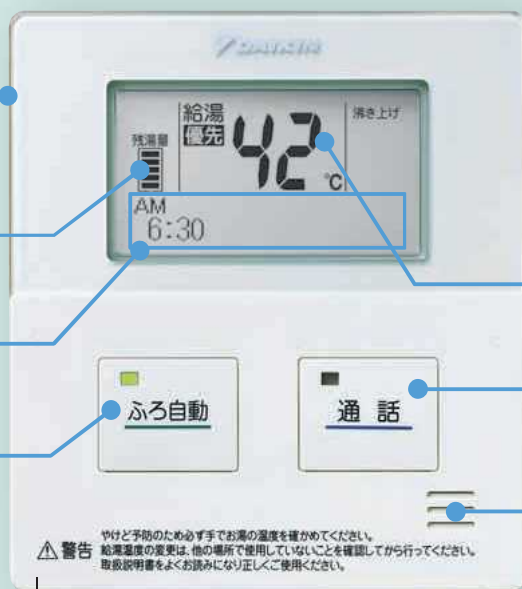 DAIKIN
給湯
優先
42
℃
沸き上げ
残湯量
AM
6:30
ふろ自動
通話
警告
やけど予防のため必ず手でお湯の温度を確かめてください。
給湯温度の変更は、他の場所で使用していないことを確認してから行ってください。
取扱説明書をよくお読みになり正しくご使用ください。